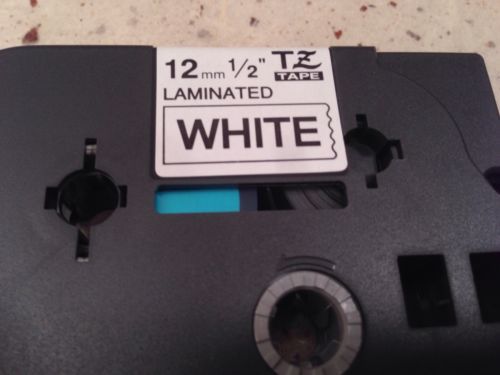 12mm 1/2" TZ
TAPE
LAMINATED
WHITE